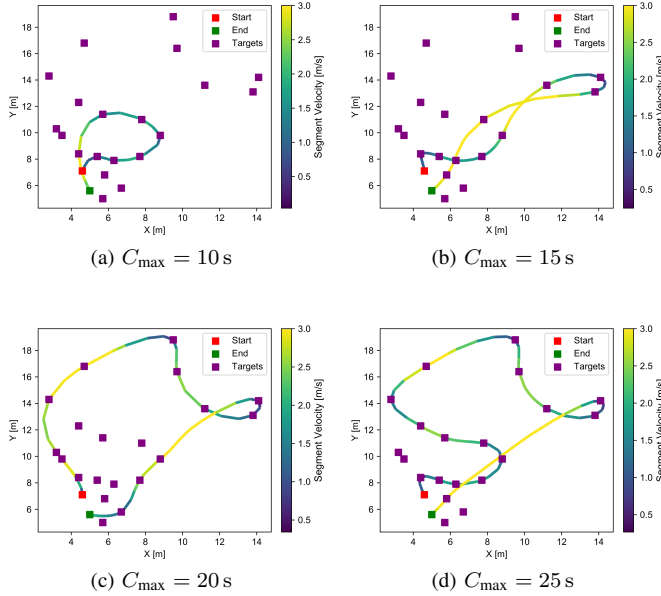 18
16
14
12
10
8
6
Y [m]
4 6 8 10 12 14
X [m]
Start
End
Targets
3.0
2.5
2.0
1.5
1.0
0.5
Segment Velocity [m/s]
(a) Cmax = 10 s
18
16
14
12
10
8
6
Y [m]
4 6 8 10 12 14
X [m]
Start
End
Targets
3.0
2.5
2.0
1.5
1.0
0.5
Segment Velocity [m/s]
(b) Cmax = 15 s
18
16
14
12
10
8
6
Y [m]
4 6 8 10 12 14
X [m]
Start
End
Targets
3.0
2.5
2.0
1.5
1.0
0.5
Segment Velocity [m/s]
(c) Cmax = 20 s
18
16
14
12
10
8
6
Y [m]
4 6 8 10 12 14
X [m]
Start
End
Targets
3.0
2.5
2.0
1.5
1.0
0.5
Segment Velocity [m/s]
(d) Cmax = 25 s